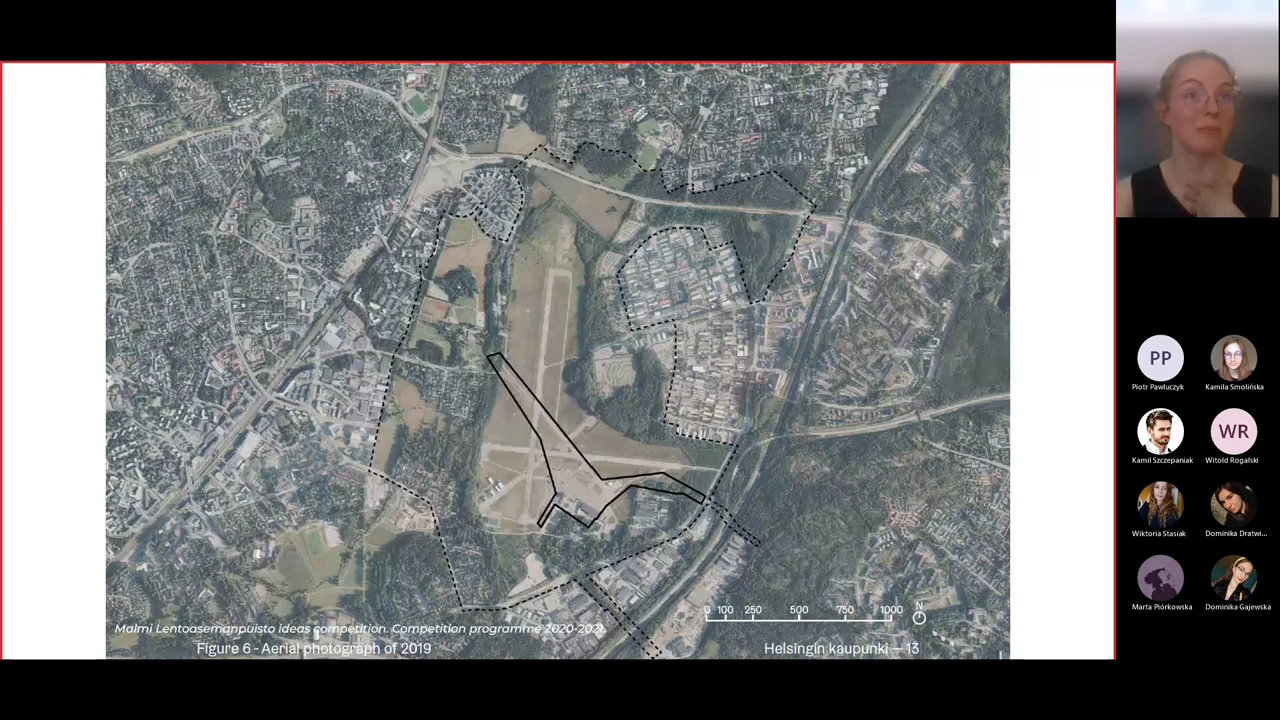 0 100 250 500 750 1000 N
Malmi Lentoasemanpuisto ideas competition. Competition programme 2020-2021.
Figure 6 - Aerial photograph of 2019
Helsingin kaupunki — 13
PP
Piotr Pawluczyk
Kamila Smolińska
WR
Kamil Szczepaniak
Witold Rogalski
Wiktoria Stasiak
Dominika Dratwi...
Marta Piórkowska
Dominika Gajewska